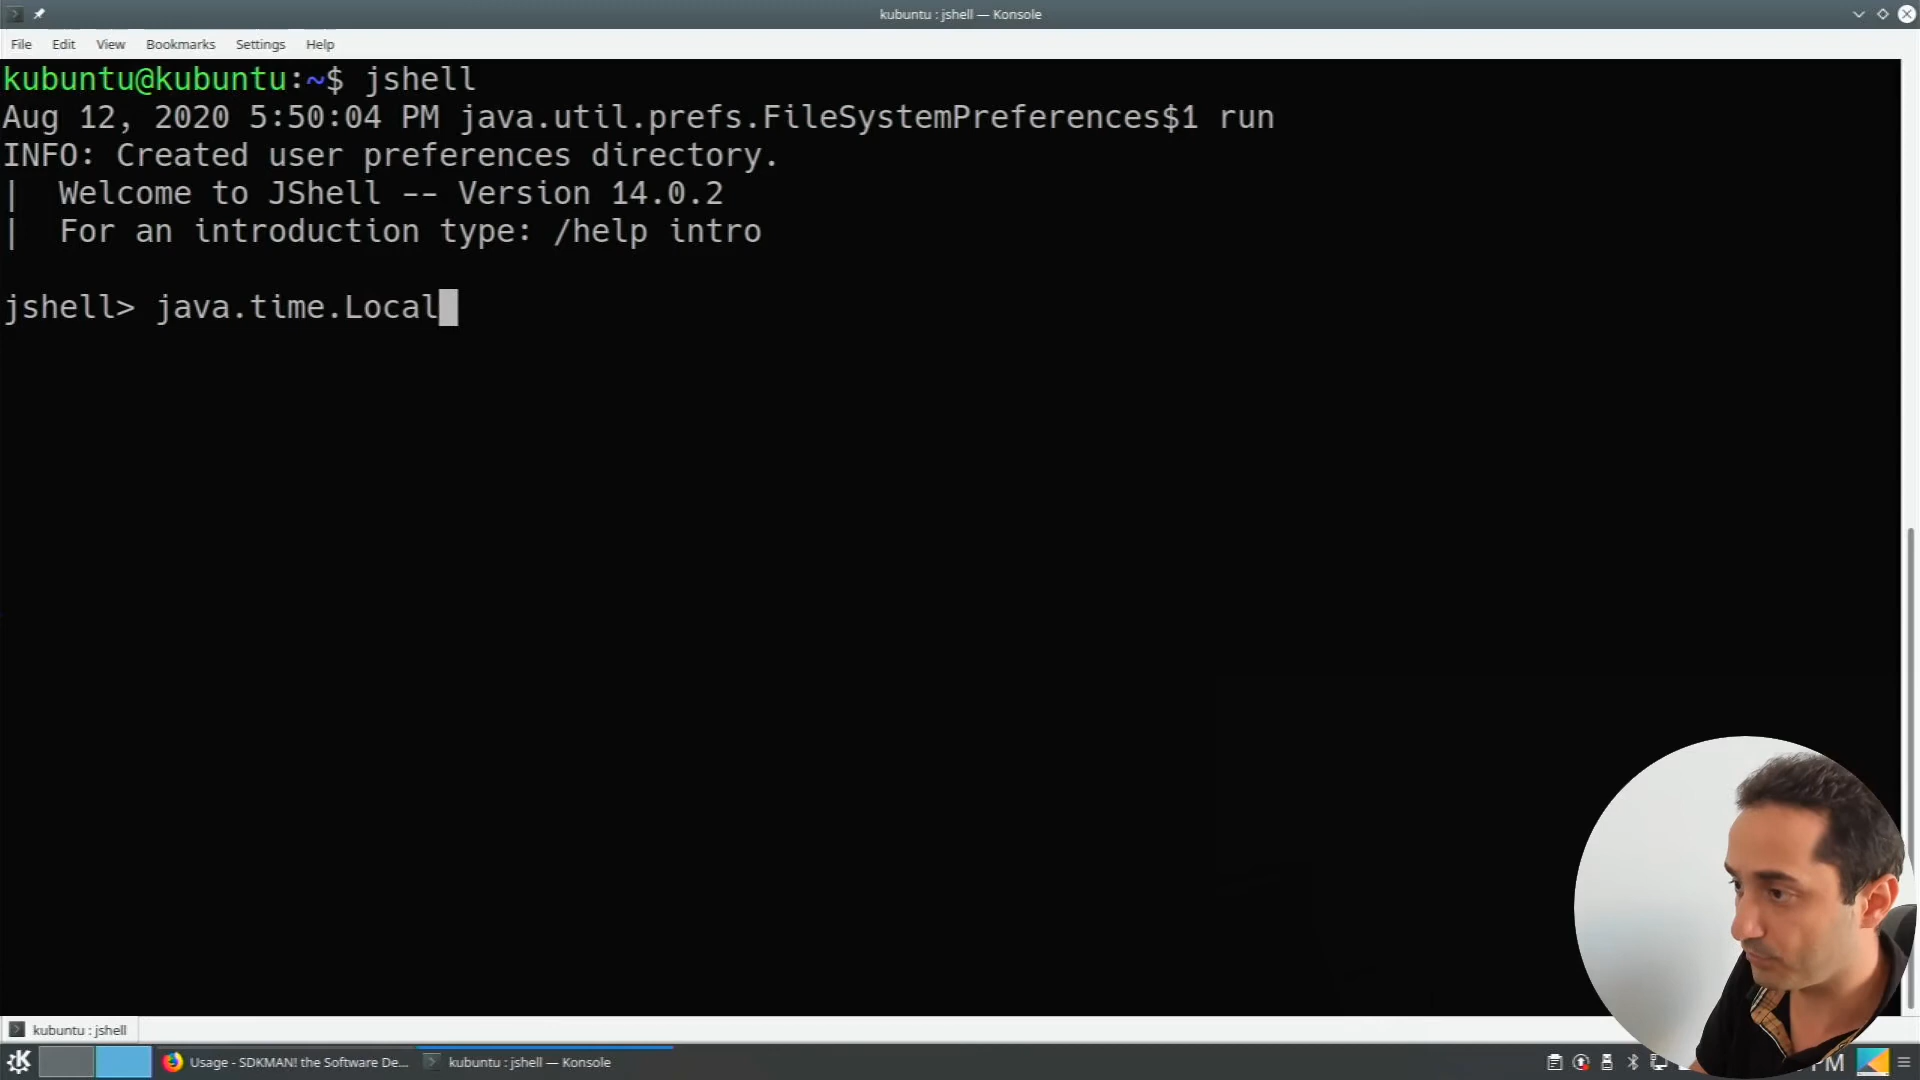 kubuntu : jshell — Konsole
File Edit View Bookmarks Settings Help
kubuntu@kubuntu:~$ jshell
Aug 12, 2020 5:50:04 PM java.util.prefs.FileSystemPreferences$1 run
INFO: Created user preferences directory.
|  Welcome to JShell -- Version 14.0.2
|  For an introduction type: /help intro
jshell> java.time.Local
kubuntu : jshell
Usage - SDKMAN! the Software De... kubuntu : jshell — Konsole PM